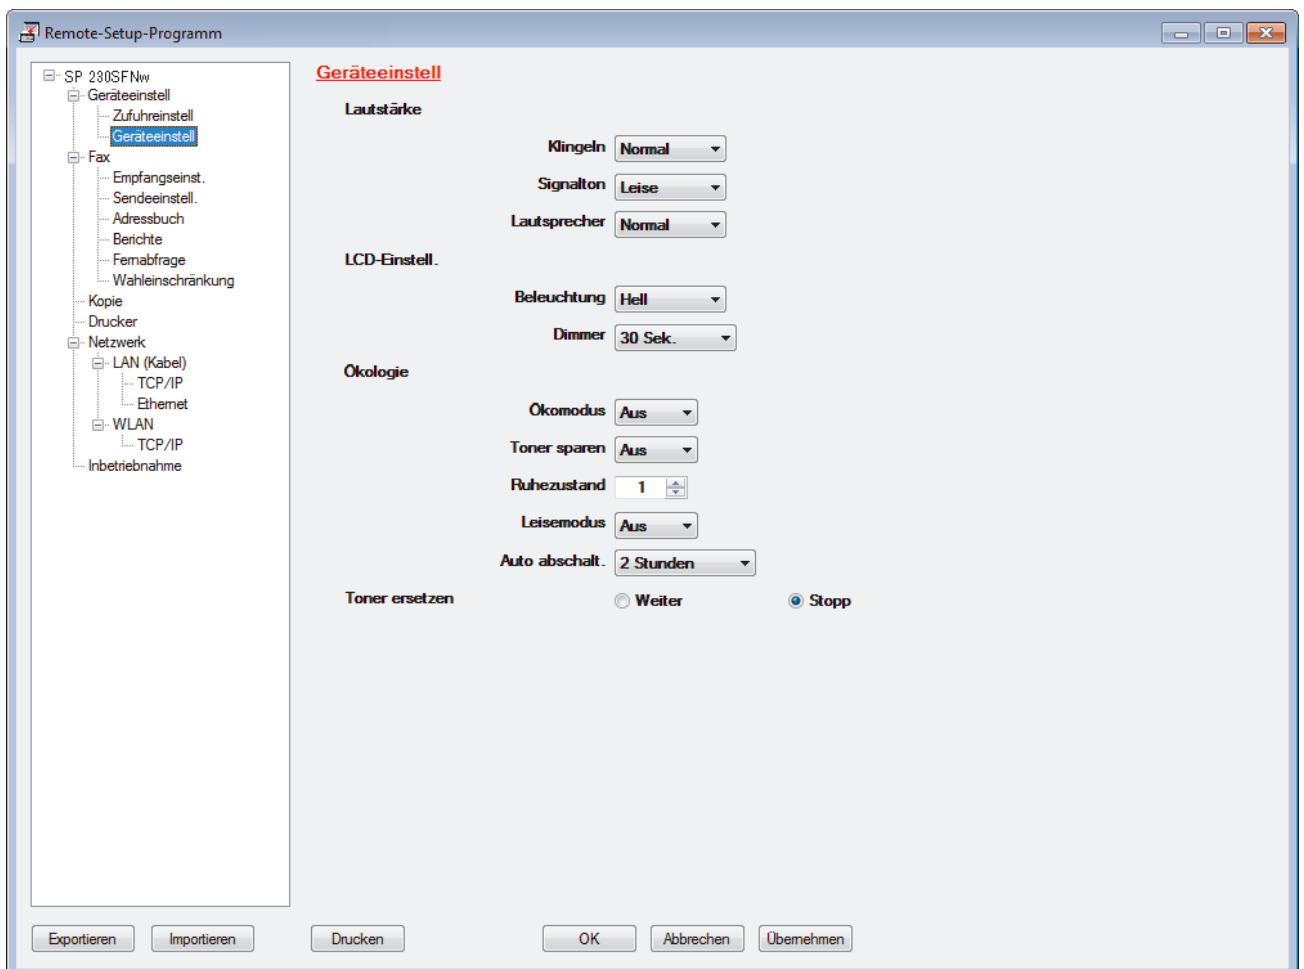 Remote-Setup-Programm
SP 230SFNw
Geräteeinstell
Zufuhreinstell
Geräteeinstell
Fax
Empfangseinst.
Sendeeinstell.
Adressbuch
Berichte
Fernabfrage
Wahleinschränkung
Kopie
Drucker
Netzwerk
LAN (Kabel)
TCP/IP
Ethernet
WLAN
TCP/IP
Inbetriebnahme
Geräteeinstell
Lautstärke
Klingeln Normal
Signalton Leise
Lautsprecher Normal
LCD-Einstell.
Beleuchtung Hell
Dimmer 30 Sek.
Ökologie
Ökomodus Aus
Toner sparen Aus
Ruhezustand 1
Leisemodus Aus
Auto abschalt. 2 Stunden
Toner ersetzen Weiter Stopp
Exportieren Importieren Drucken OK Abbrechen Übernehmen